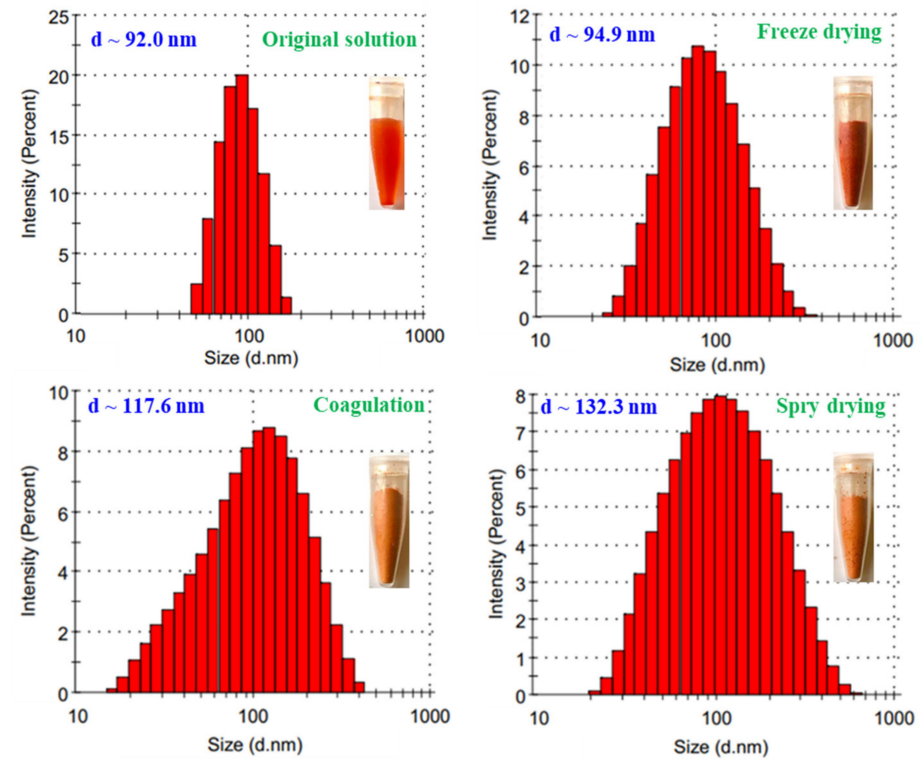 d ~ 92.0 nm
Original solution
Intensity (Percent)
25
20
15
10
5
0
10
100
1000
Size (d.nm)
d ~ 94.9 nm
Freeze drying
Intensity (Percent)
12
10
8
6
4
2
0
10
100
1000
Size (d.nm)
d ~ 117.6 nm
Coagulation
Intensity (Percent)
10
8
6
4
2
0
10
100
1000
Size (d.nm)
d ~ 132.3 nm
Spry drying
Intensity (Percent)
8
7
6
5
4
3
2
1
0
10
100
1000
Size (d.nm)